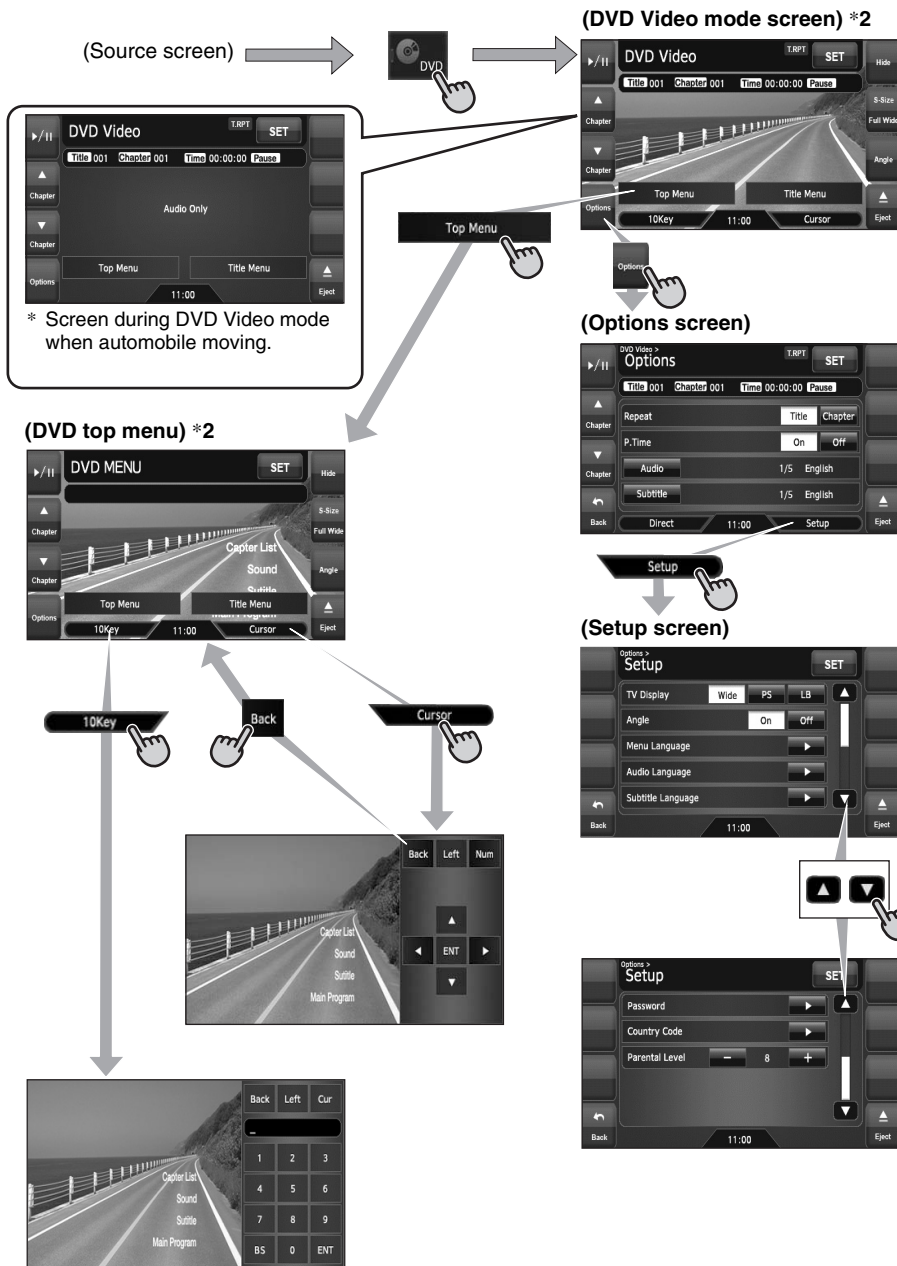 (DVD Video mode screen) *2
(Source screen)
DVD
DVD Video T.RPT SET Hide
Title 001 Chapter 001 Time 00:00:00 Pause
Chapter
S-Size
Full Wide
Chapter
Angle
Options
Top Menu Title Menu
10Key 11:00 Cursor
Eject
DVD Video T.RPT SET
Title 001 Chapter 001 Time 00:00:00 Pause
Chapter
Audio Only
Chapter
Options
Top Menu Title Menu
11:00
Eject
* Screen during DVD Video mode
when automobile moving.
Top Menu
Options
(Options screen)
DVD Video >
Options T.RPT SET
Title 001 Chapter 001 Time 00:00:00 Pause
Chapter
Repeat Title Chapter
P.Time On Off
Chapter
Audio 1/5 English
Subtitle 1/5 English
Back Direct 11:00 Setup Eject
(DVD top menu) *2
DVD MENU SET Hide
Chapter
S-Size
Full Wide
Capter List
Sound
Sutitle
Main Program
Chapter
Angle
Options
Top Menu Title Menu
10Key 11:00 Cursor
Eject
Setup
(Setup screen)
Options >
Setup SET
TV Display Wide PS LB
Angle On Off
Menu Language
Audio Language
Subtitle Language
Back 11:00 Eject
10Key
Back
Cursor
Back Left Num
ENT
Capter List
Sound
Sutitle
Main Program
Options >
Setup SET
Password
Country Code
Parental Level – 8 +
Back 11:00 Eject
Back Left Cur
_
1 2 3
4 5 6
7 8 9
BS 0 ENT
Capter List
Sound
Sutitle
Main Program